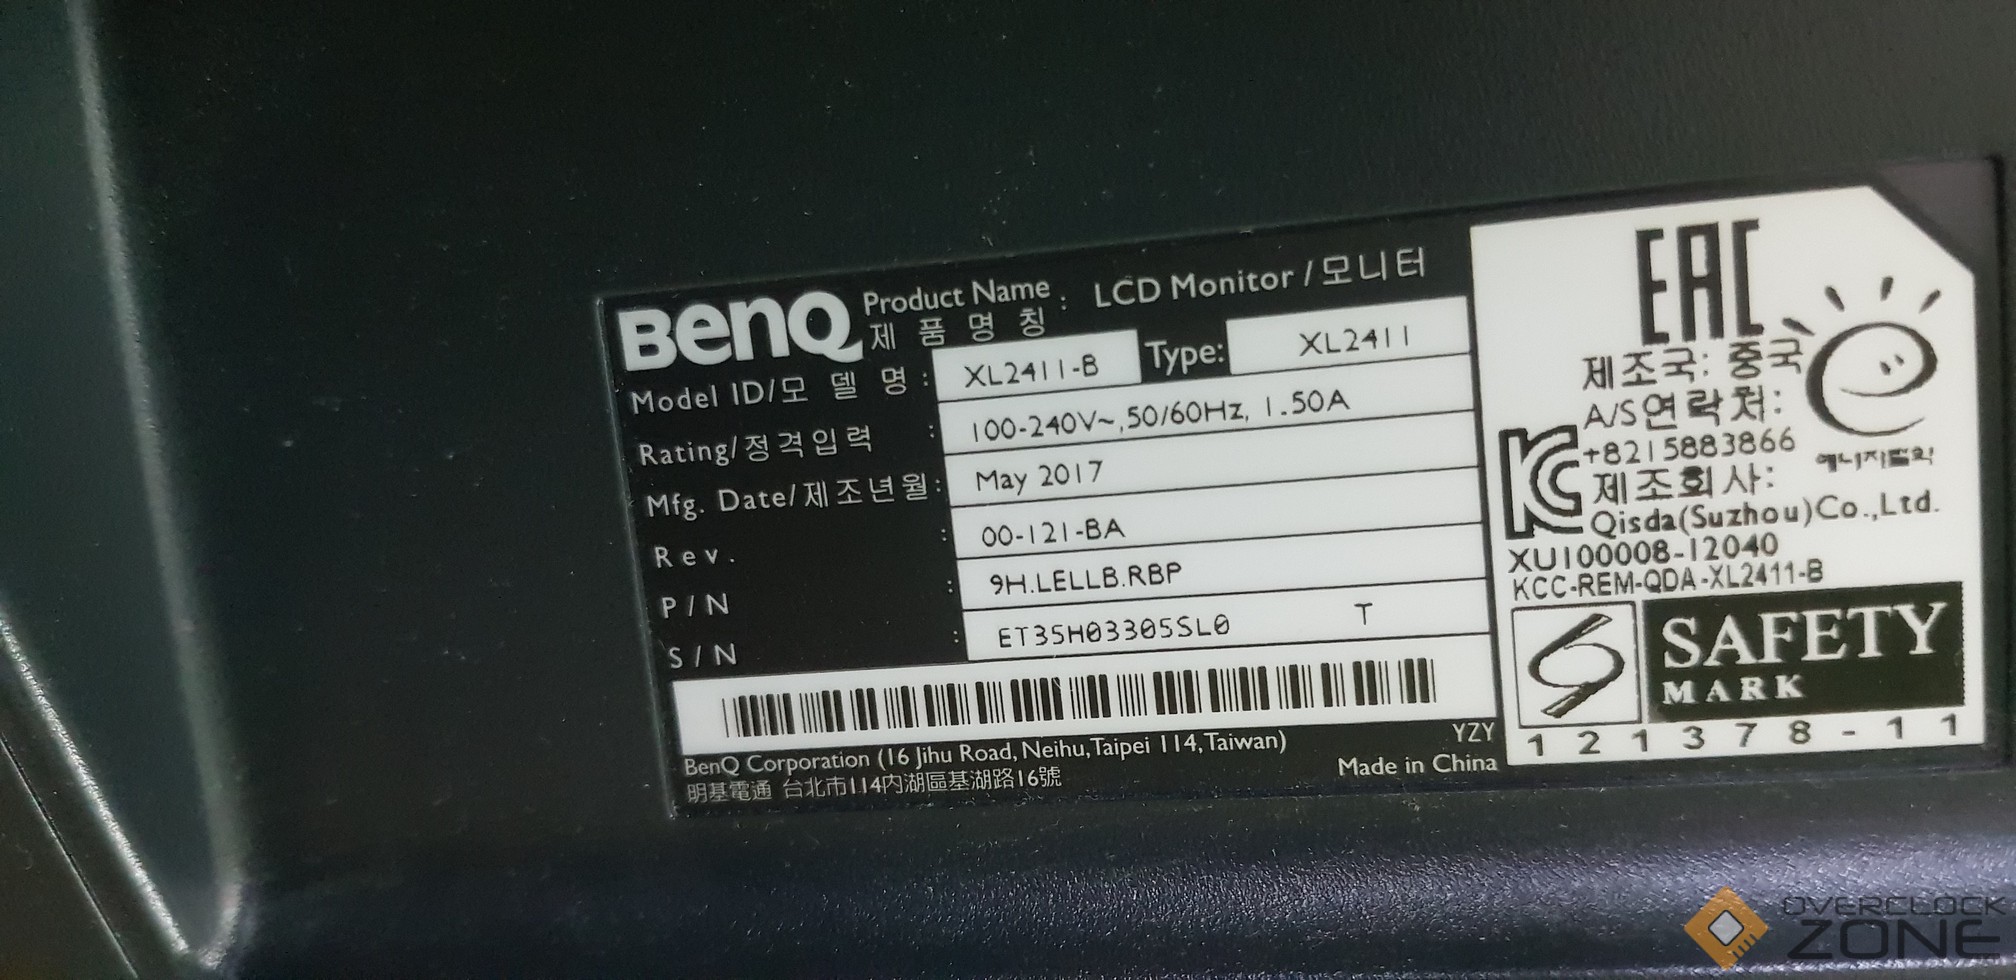 BenQ
Product Name : LCD Monitor / 모니터
제 품 명 칭
Model ID/모 델 명 : XL2411-B Type: XL2411
Rating/정격입력 : 100-240V~,50/60Hz, 1.50A
Mfg. Date/제조년월 : May 2017
Rev. : 00-121-BA
P/N : 9H.LELLB.RBP
S/N : ET35H03305SL0 T
BenQ Corporation (16 Jihu Road, Neihu, Taipei 114, Taiwan)
明基電通 台北市114內湖區基湖路16號
YZY
Made in China
EAC
제조국: 중국
A/S연락처:
+8215883866
제조회사:
Qisda(Suzhou)Co.,Ltd.
XU100008-12040
KCC-REM-QDA-XL2411-B
KC
에너지절약
SAFETY
MARK
121378-11
OVERCLOCK
ZONE